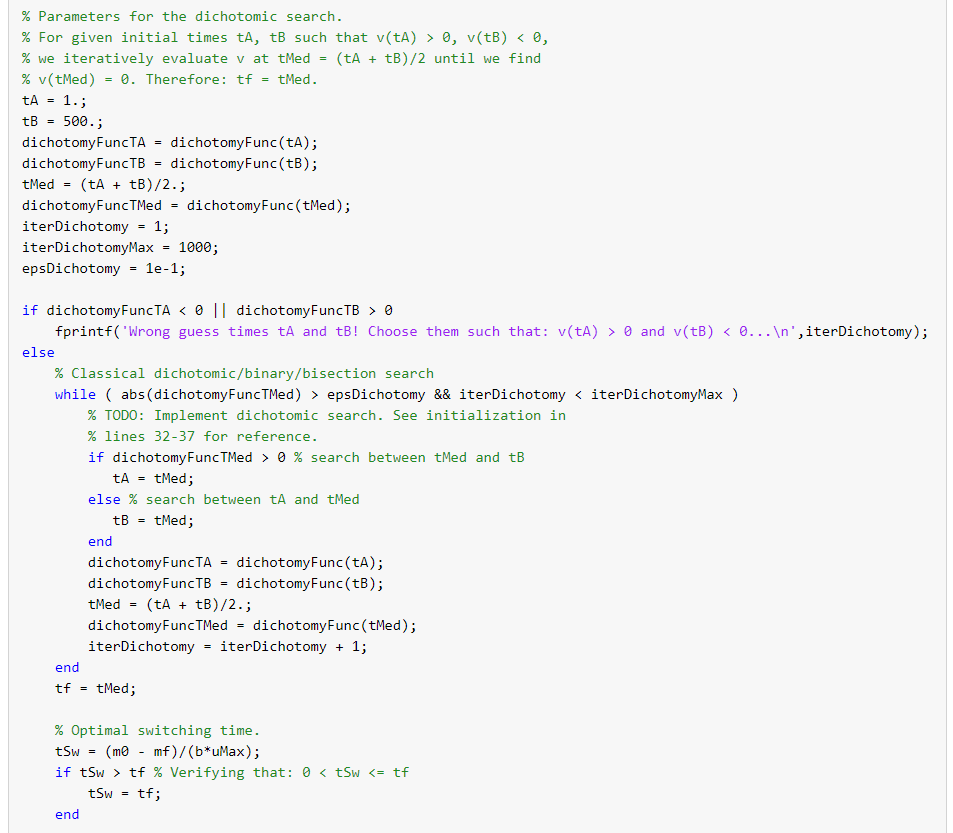 % Parameters for the dichotomic search.
% For given initial times tA, tB such that v(tA) > 0, v(tB) < 0,
% we iteratively evaluate v at tMed = (tA + tB)/2 until we find
% v(tMed) = 0. Therefore: tf = tMed.
tA = 1.;
tB = 500.;
dichotomyFuncTA = dichotomyFunc(tA);
dichotomyFuncTB = dichotomyFunc(tB);
tMed = (tA + tB)/2.;
dichotomyFuncTMed = dichotomyFunc(tMed);
iterDichotomy = 1;
iterDichotomyMax = 1000;
epsDichotomy = 1e-1;

if dichotomyFuncTA < 0 || dichotomyFuncTB > 0
    fprintf('Wrong guess times tA and tB! Choose them such that: v(tA) > 0 and v(tB) < 0...\n',iterDichotomy);
else
    % Classical dichotomic/binary/bisection search
    while ( abs(dichotomyFuncTMed) > epsDichotomy && iterDichotomy < iterDichotomyMax )
        % TODO: Implement dichotomic search. See initialization in
        % lines 32-37 for reference.
        if dichotomyFuncTMed > 0 % search between tMed and tB
           tA = tMed;
        else % search between tA and tMed
           tB = tMed;
        end
        dichotomyFuncTA = dichotomyFunc(tA);
        dichotomyFuncTB = dichotomyFunc(tB);
        tMed = (tA + tB)/2.;
        dichotomyFuncTMed = dichotomyFunc(tMed);
        iterDichotomy = iterDichotomy + 1;
    end
    tf = tMed;

    % Optimal switching time.
    tSw = (m0 - mf)/(b*uMax);
    if tSw > tf % Verifying that: 0 < tSw <= tf
        tSw = tf;
    end